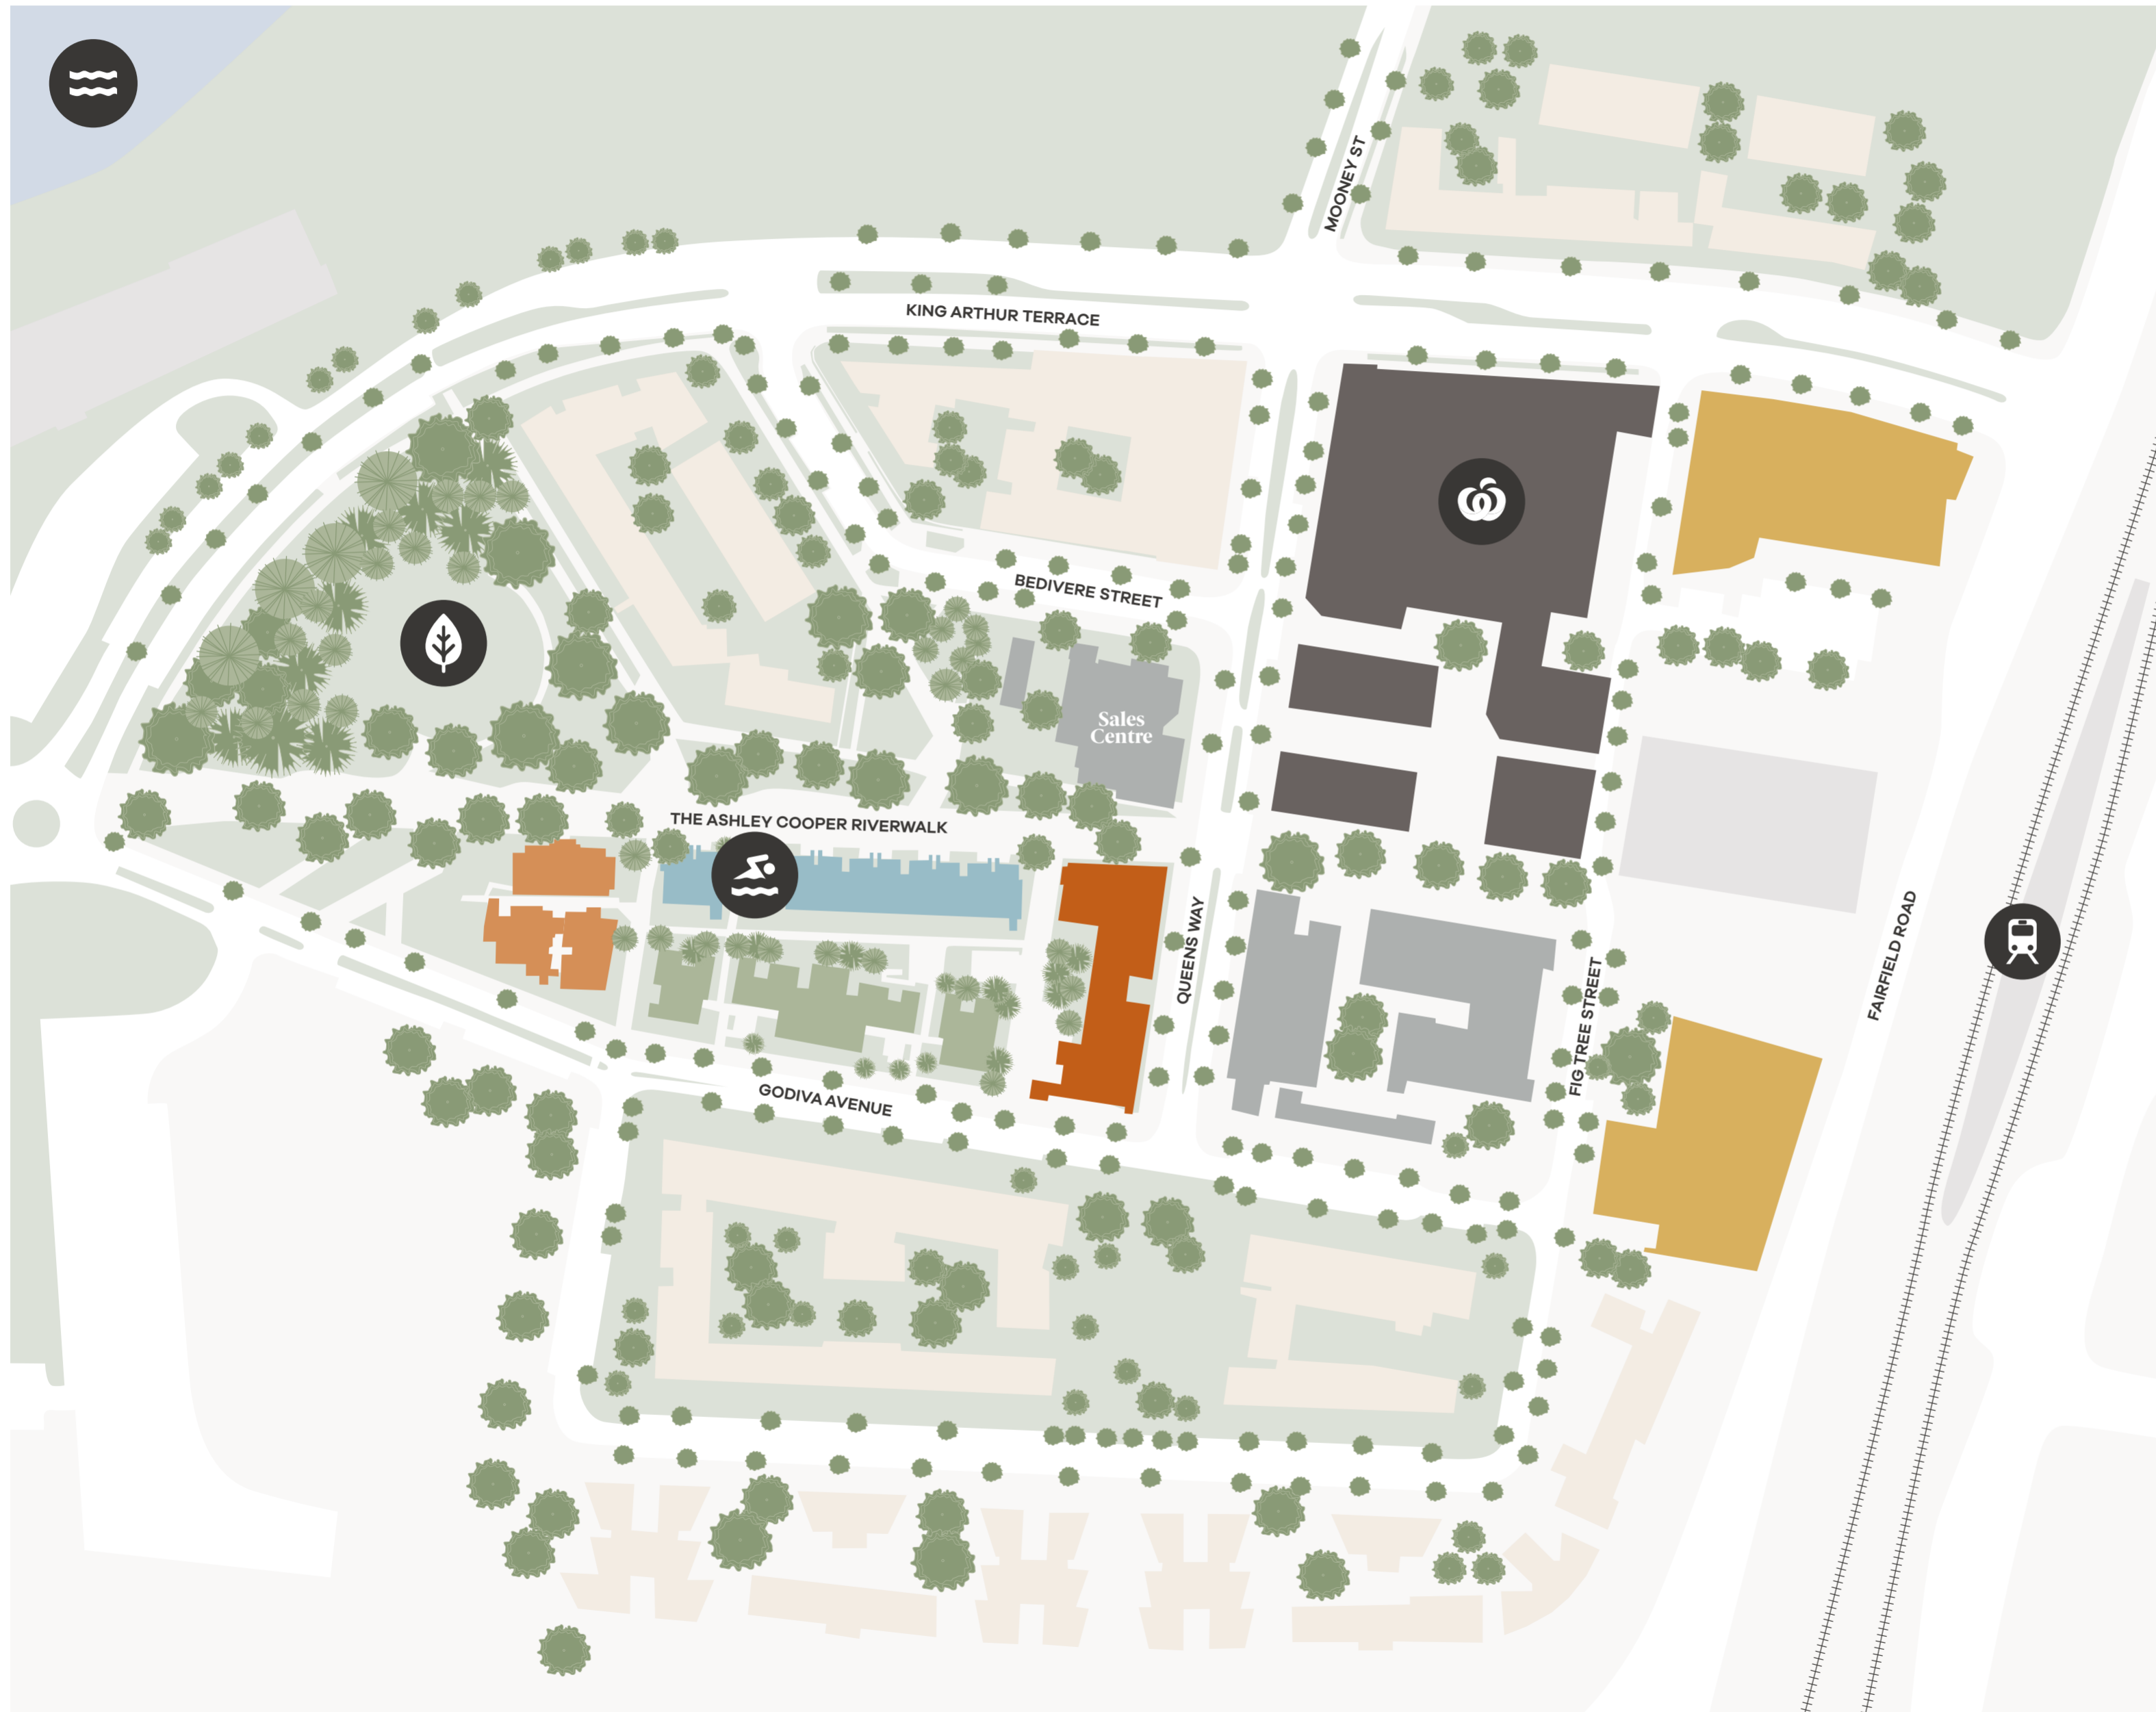 MOONEY ST
KING ARTHUR TERRACE
BEDIVERE STREET
Sales
Centre
THE ASHLEY COOPER RIVERWALK
QUEENS WAY
FIG TREE STREET
FAIRFIELD ROAD
GODIVA AVENUE